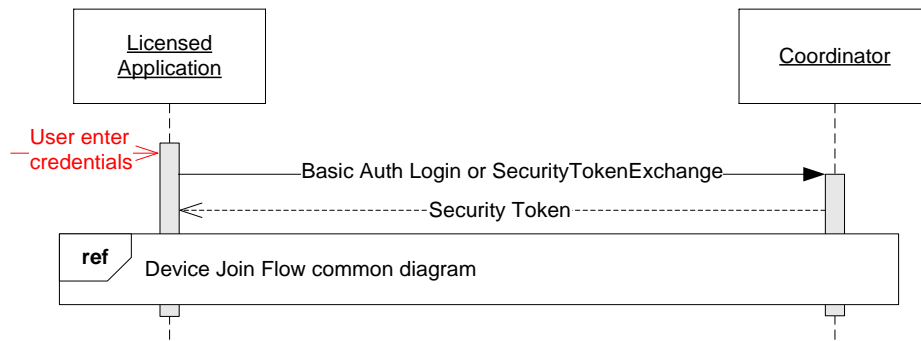 Licensed
Application
Coordinator
User enter
credentials
Basic Auth Login or SecurityTokenExchange
Security Token
ref
Device Join Flow common diagram